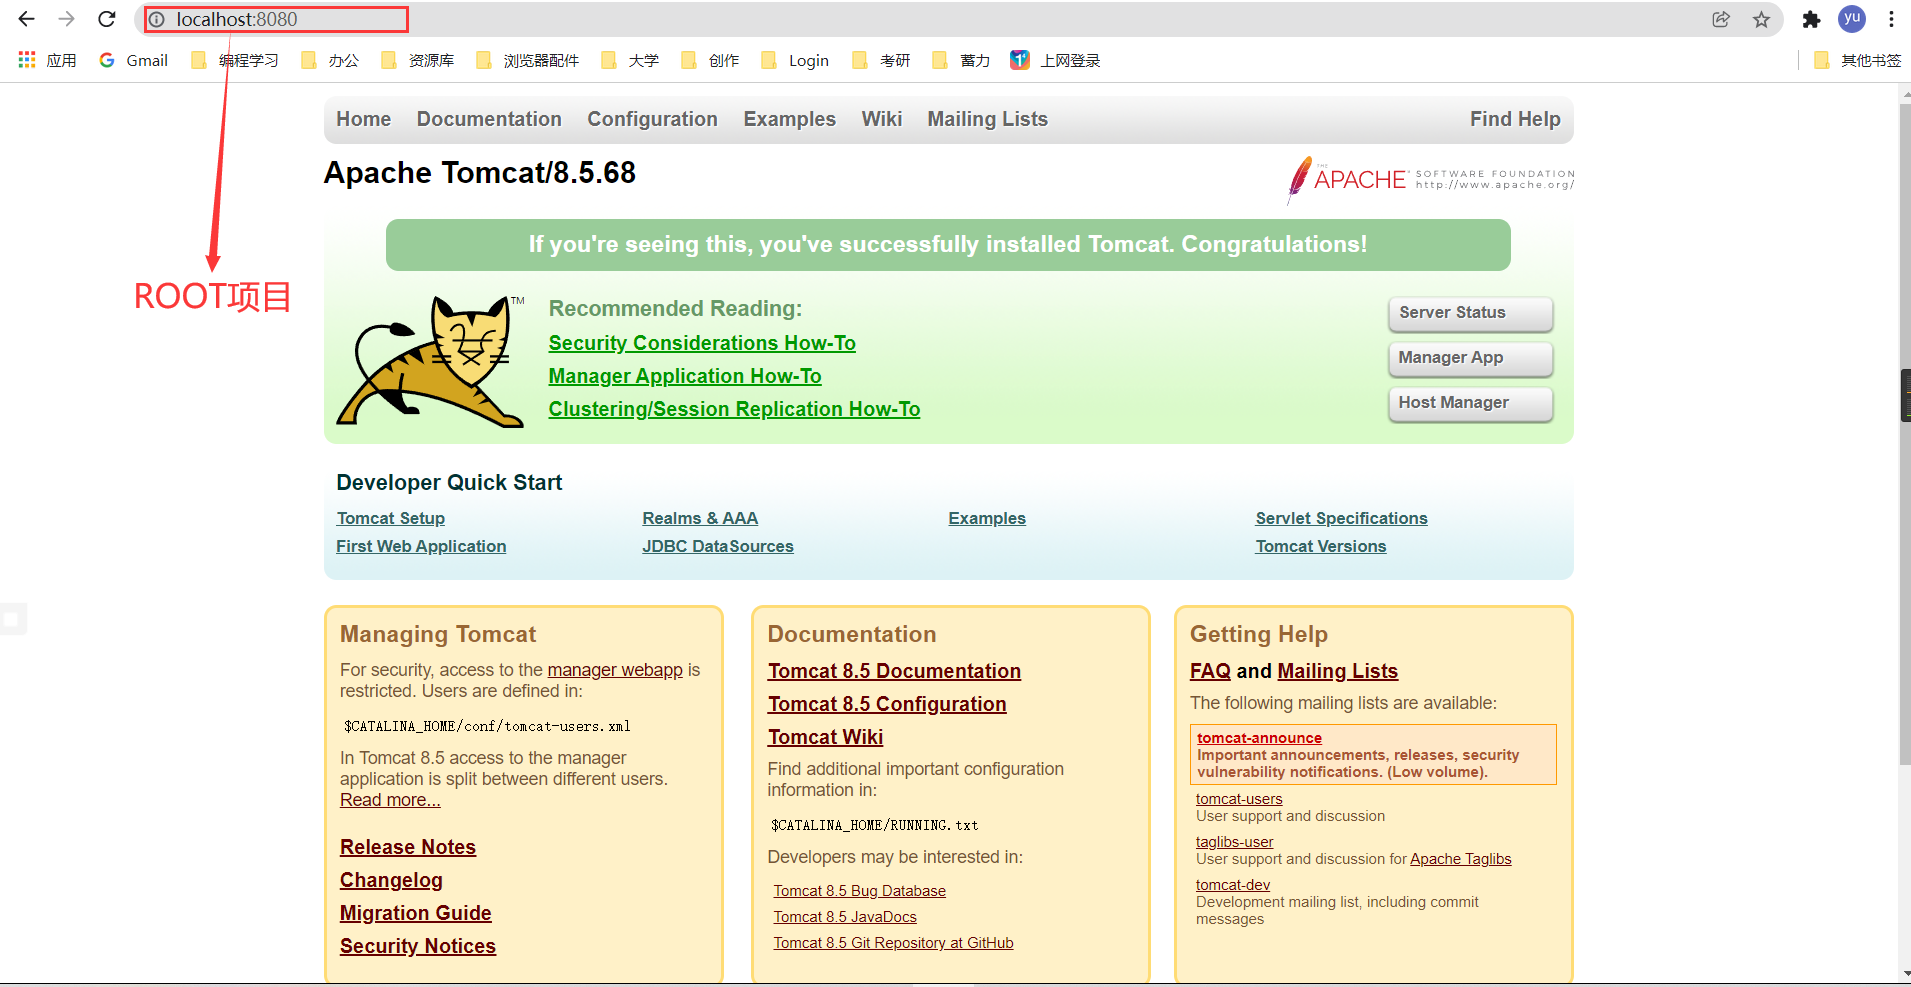 localhost:8080
yu
应用 Gmail 编程学习 办公 资源库 浏览器配件 大学 创作 Login 考研 蓄力 上网登录 其他书签
Home Documentation Configuration Examples Wiki Mailing Lists Find Help
Apache Tomcat/8.5.68
THE
APACHE™ SOFTWARE FOUNDATION
http://www.apache.org/
If you're seeing this, you've successfully installed Tomcat. Congratulations!
ROOT项目
TM
Recommended Reading:
Security Considerations How-To
Manager Application How-To
Clustering/Session Replication How-To
Server Status
Manager App
Host Manager
Developer Quick Start
Tomcat Setup
First Web Application
Realms & AAA
JDBC DataSources
Examples
Servlet Specifications
Tomcat Versions
Managing Tomcat
For security, access to the manager webapp is
restricted. Users are defined in:
$CATALINA_HOME/conf/tomcat-users.xml
In Tomcat 8.5 access to the manager
application is split between different users.
Read more...
Release Notes
Changelog
Migration Guide
Security Notices
Documentation
Tomcat 8.5 Documentation
Tomcat 8.5 Configuration
Tomcat Wiki
Find additional important configuration
information in:
$CATALINA_HOME/RUNNING.txt
Developers may be interested in:
Tomcat 8.5 Bug Database
Tomcat 8.5 JavaDocs
Tomcat 8.5 Git Repository at GitHub
Getting Help
FAQ and Mailing Lists
The following mailing lists are available:
tomcat-announce
Important announcements, releases, security
vulnerability notifications. (Low volume).
tomcat-users
User support and discussion
taglibs-user
User support and discussion for Apache Taglibs
tomcat-dev
Development mailing list, including commit
messages